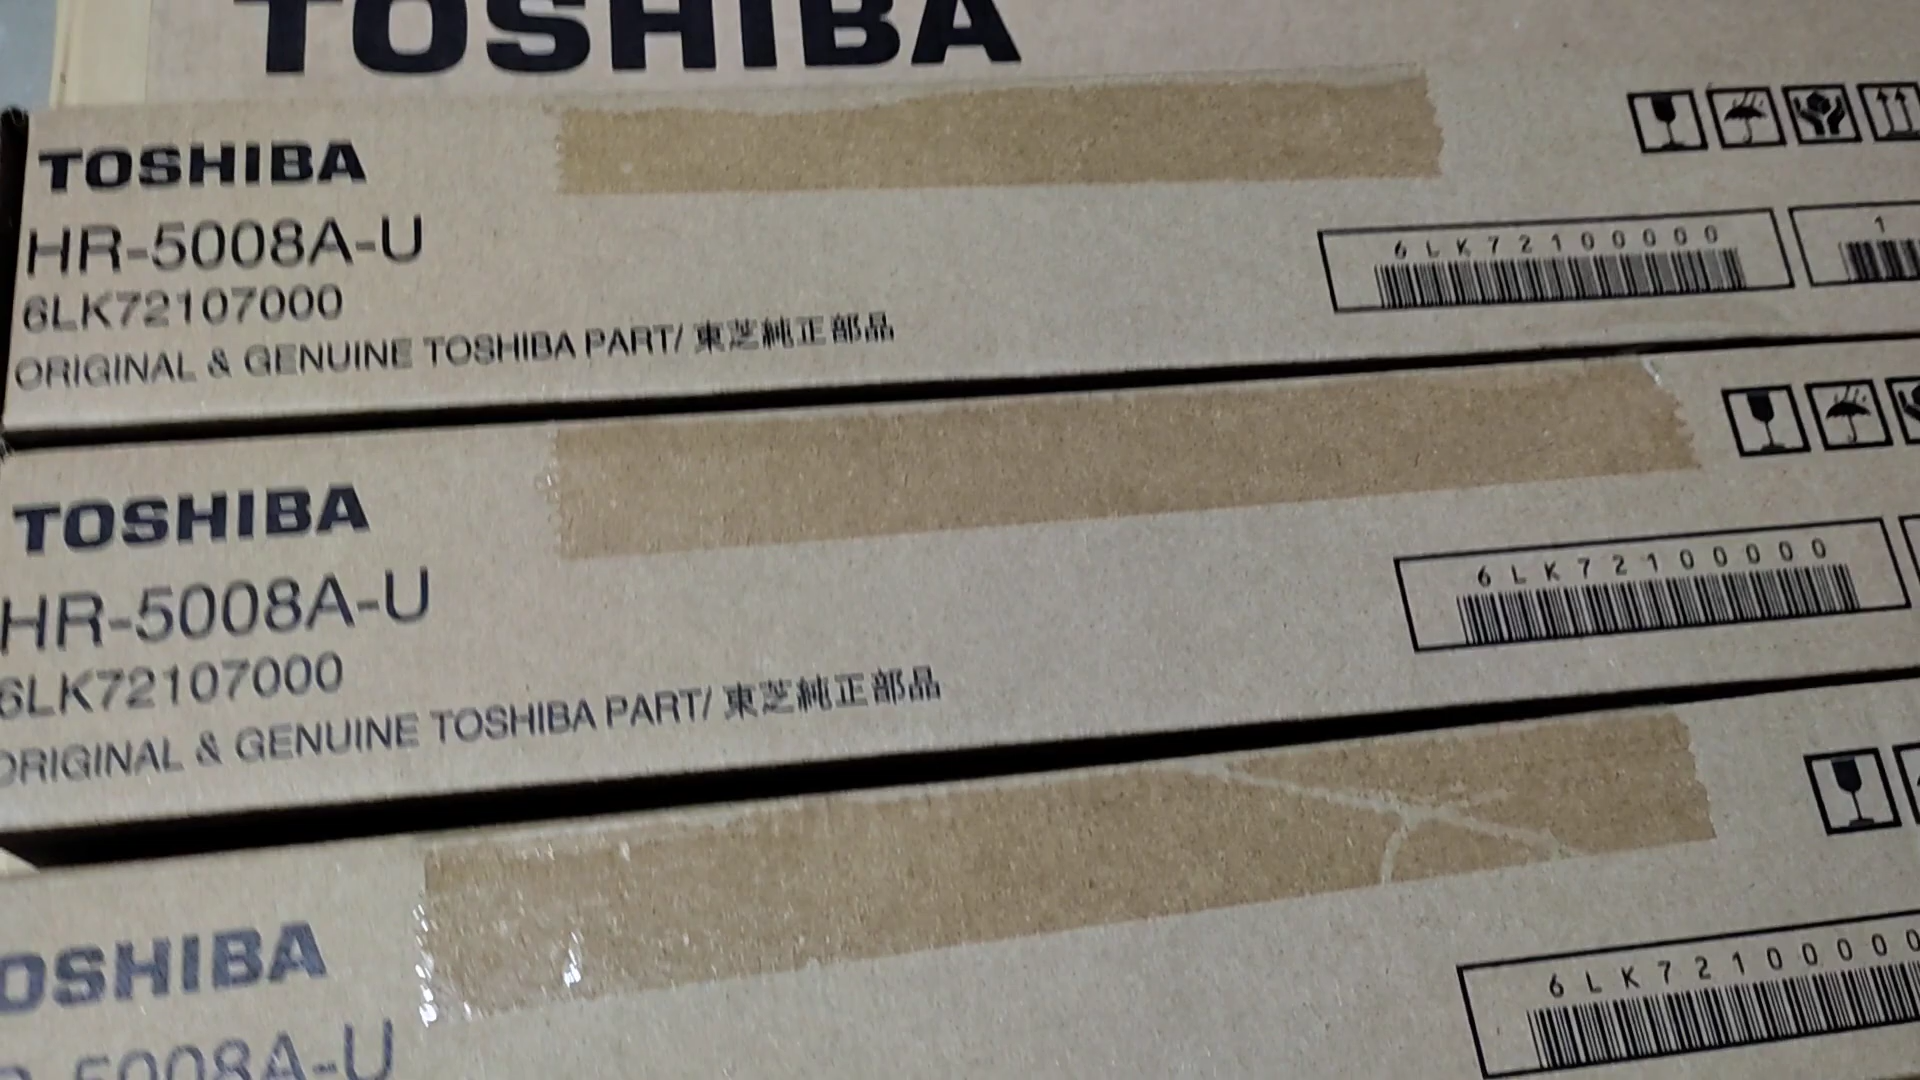 TOSHIBA
TOSHIBA
HR-5008A-U
6LK72107000
ORIGINAL & GENUINE TOSHIBA PART/ 東芝純正部品
6LK72100000
1
TOSHIBA
HR-5008A-U
6LK72107000
ORIGINAL & GENUINE TOSHIBA PART/ 東芝純正部品
6LK72100000
OSHIBA
-5008A-U
6LK72100000